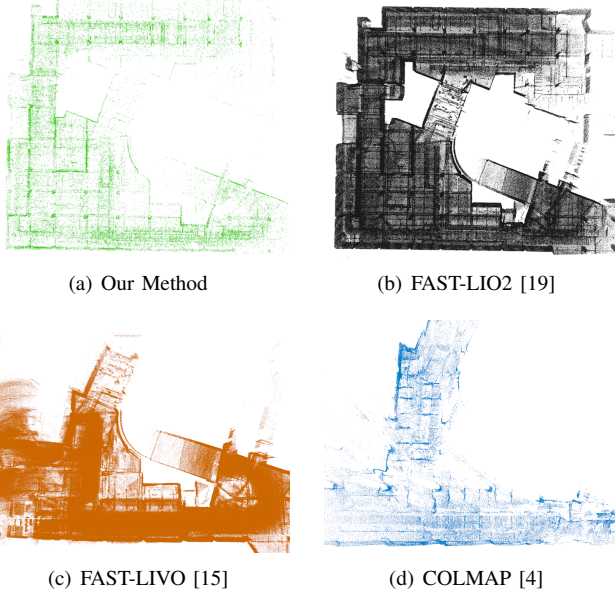 (a) Our Method
(b) FAST-LIO2 [19]
(c) FAST-LIVO [15]
(d) COLMAP [4]